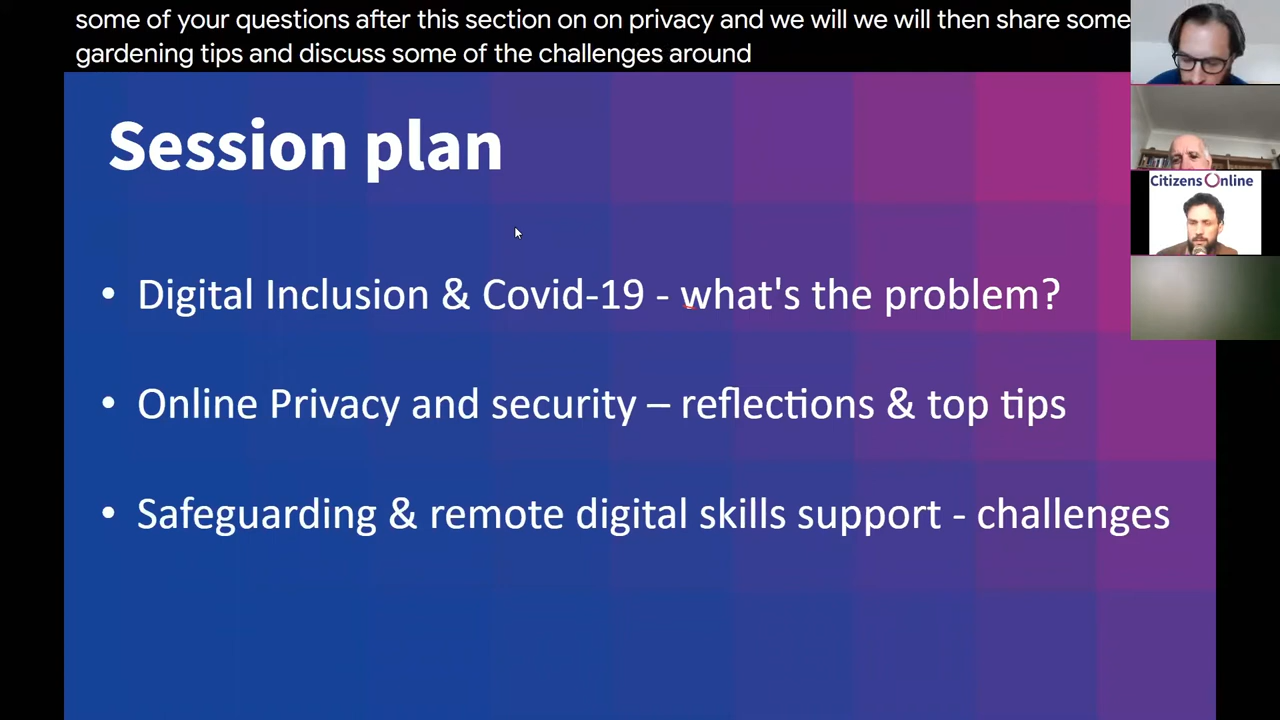 some of your questions after this section on on privacy and we will we will then share some
gardening tips and discuss some of the challenges around
Session plan
Citizens Online
• Digital Inclusion & Covid-19 - what's the problem?
• Online Privacy and security – reflections & top tips
• Safeguarding & remote digital skills support - challenges